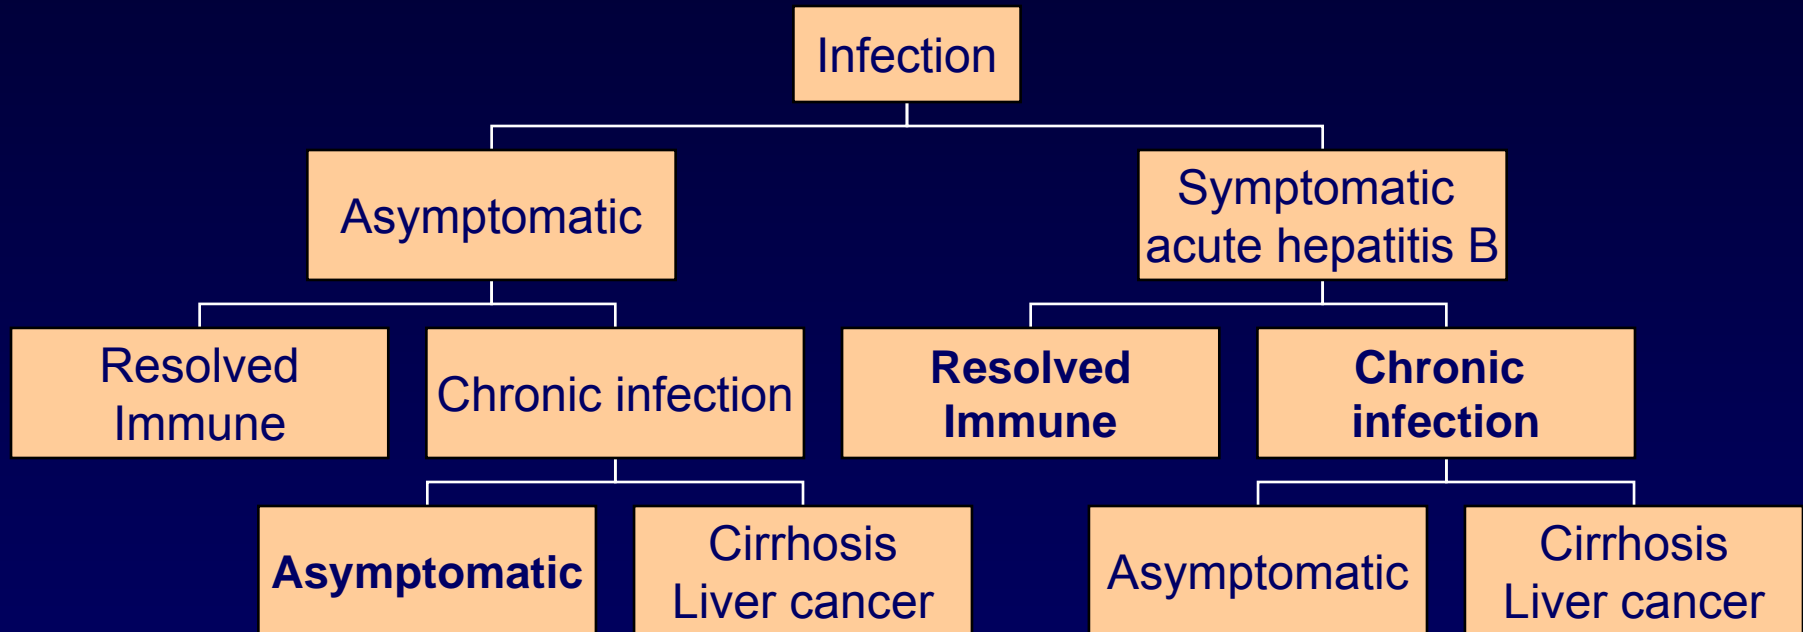 Infection
Asymptomatic
Symptomatic
acute hepatitis B
Resolved
Immune
Chronic infection
Resolved
Immune
Chronic
infection
Asymptomatic
Cirrhosis
Liver cancer
Asymptomatic
Cirrhosis
Liver cancer